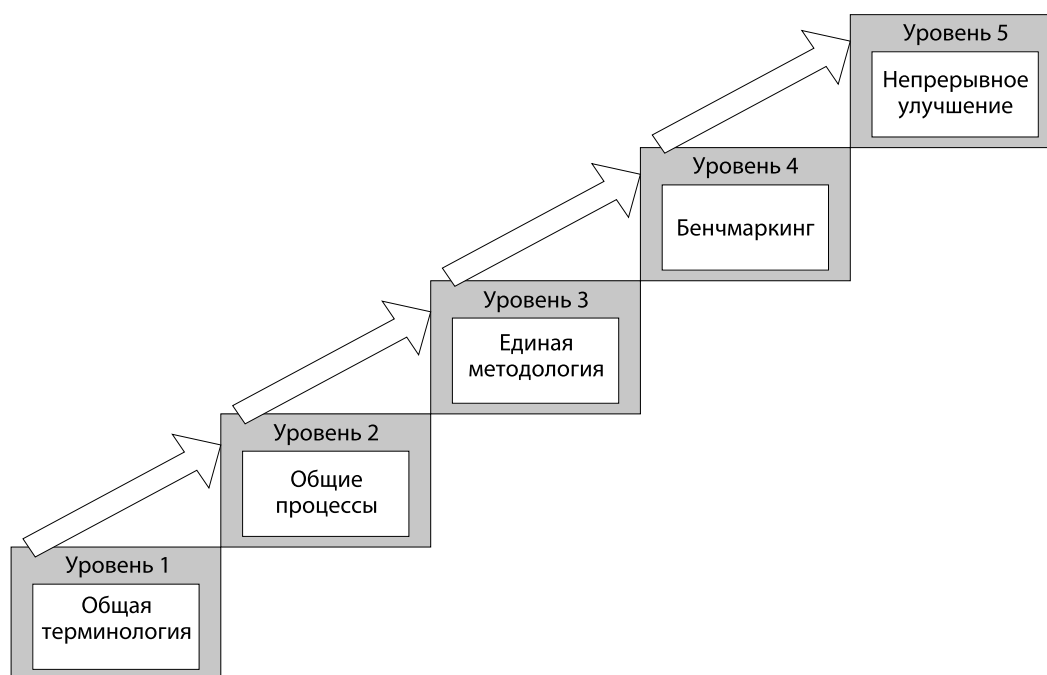 Уровень 5
Непрерывное
улучшение
Уровень 4
Бенчмаркинг
Уровень 3
Единая
методология
Уровень 2
Общие
процессы
Уровень 1
Общая
терминология